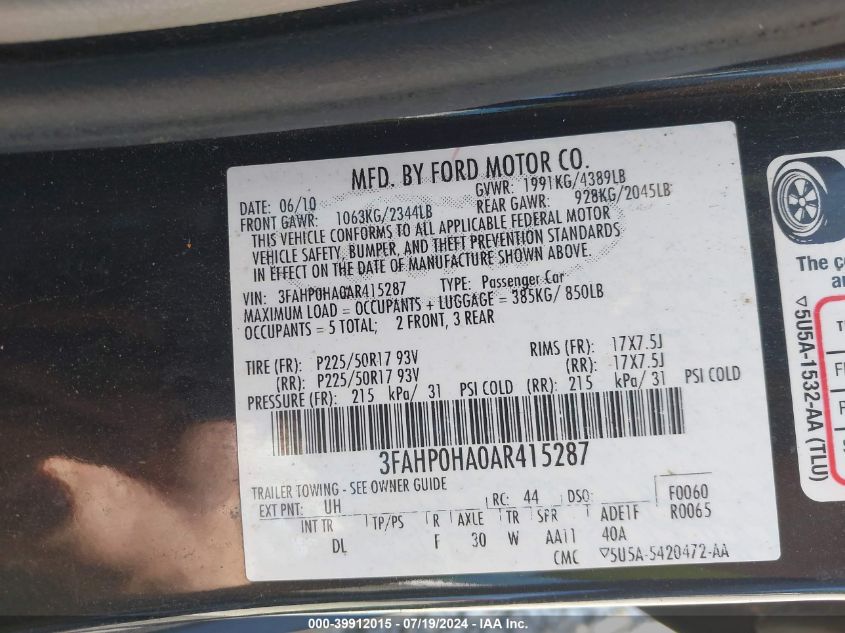 MFD. BY FORD MOTOR CO.
DATE: 06/10 GVWR: 1991KG/4389LB
FRONT GAWR: 1063KG/2344LB REAR GAWR: 928KG/2045LB
THIS VEHICLE CONFORMS TO ALL APPLICABLE FEDERAL MOTOR
VEHICLE SAFETY, BUMPER, AND THEFT PREVENTION STANDARDS
IN EFFECT ON THE DATE OF MANUFACTURE SHOWN ABOVE.
VIN: 3FAHP0HA0AR415287 TYPE: Passenger Car
MAXIMUM LOAD = OCCUPANTS + LUGGAGE = 385KG/ 850LB
OCCUPANTS = 5 TOTAL; 2 FRONT, 3 REAR
TIRE (FR): P225/50R17 93V RIMS (FR): 17X7.5J
(RR): P225/50R17 93V (RR): 17X7.5J
PRESSURE (FR): 215 kPa/ 31 PSI COLD (RR): 215 kPa/ 31 PSI COLD
3FAHP0HA0AR415287
TRAILER TOWING - SEE OWNER GUIDE
EXT PNT: UH RC: 44 DSO: F0060
INT TR TP/PS R AXLE TR SPR ADE1F R0065
DL F 30 W AA11 40A
CMC ▽5U5A-5420472-AA
The
▽5U5A-1532-AA (TLU)
000-39912015 - 07/19/2024 - © IAA Inc.